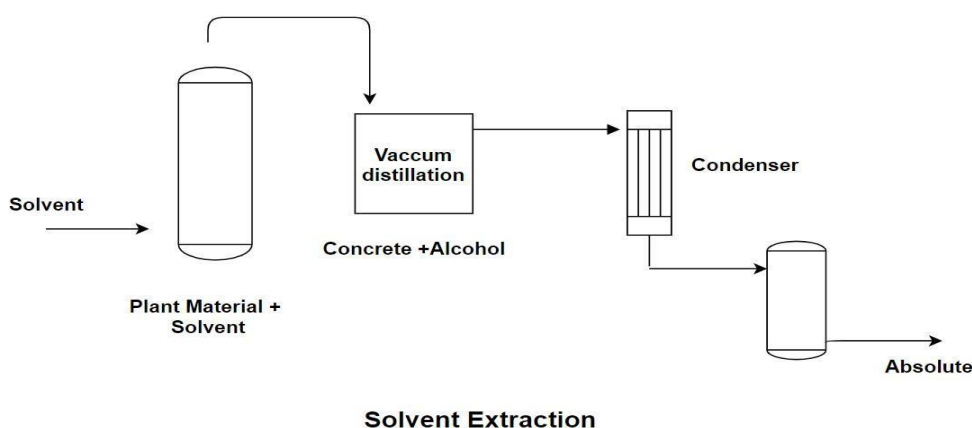 Solvent
Plant Material +
Solvent
Vaccum
distillation
Concrete +Alcohol
Condenser
Absolute
Solvent Extraction